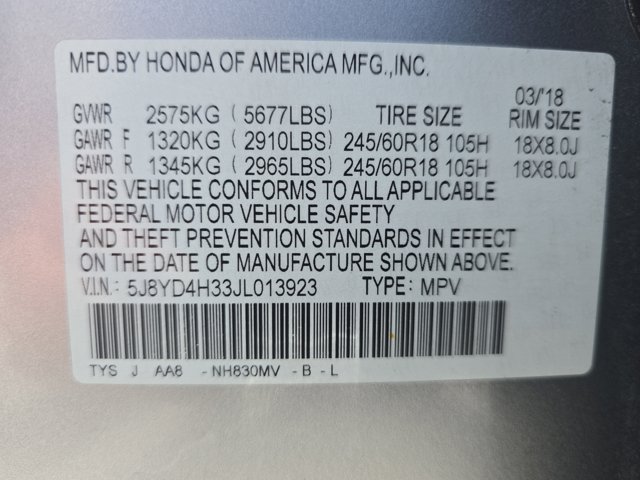 MFD.BY HONDA OF AMERICA MFG.,INC.
03/'18
GVWR 2575KG ( 5677LBS) TIRE SIZE RIM SIZE
GAWR F 1320KG ( 2910LBS) 245/60R18 105H 18X8.0J
GAWR R 1345KG ( 2965LBS) 245/60R18 105H 18X8.0J
THIS VEHICLE CONFORMS TO ALL APPLICABLE
FEDERAL MOTOR VEHICLE SAFETY
AND THEFT PREVENTION STANDARDS IN EFFECT
ON THE DATE OF MANUFACTURE SHOWN ABOVE.
V.I.N.: 5J8YD4H33JL013923 TYPE: MPV
TYS J AA8 -NH830MV -B -L